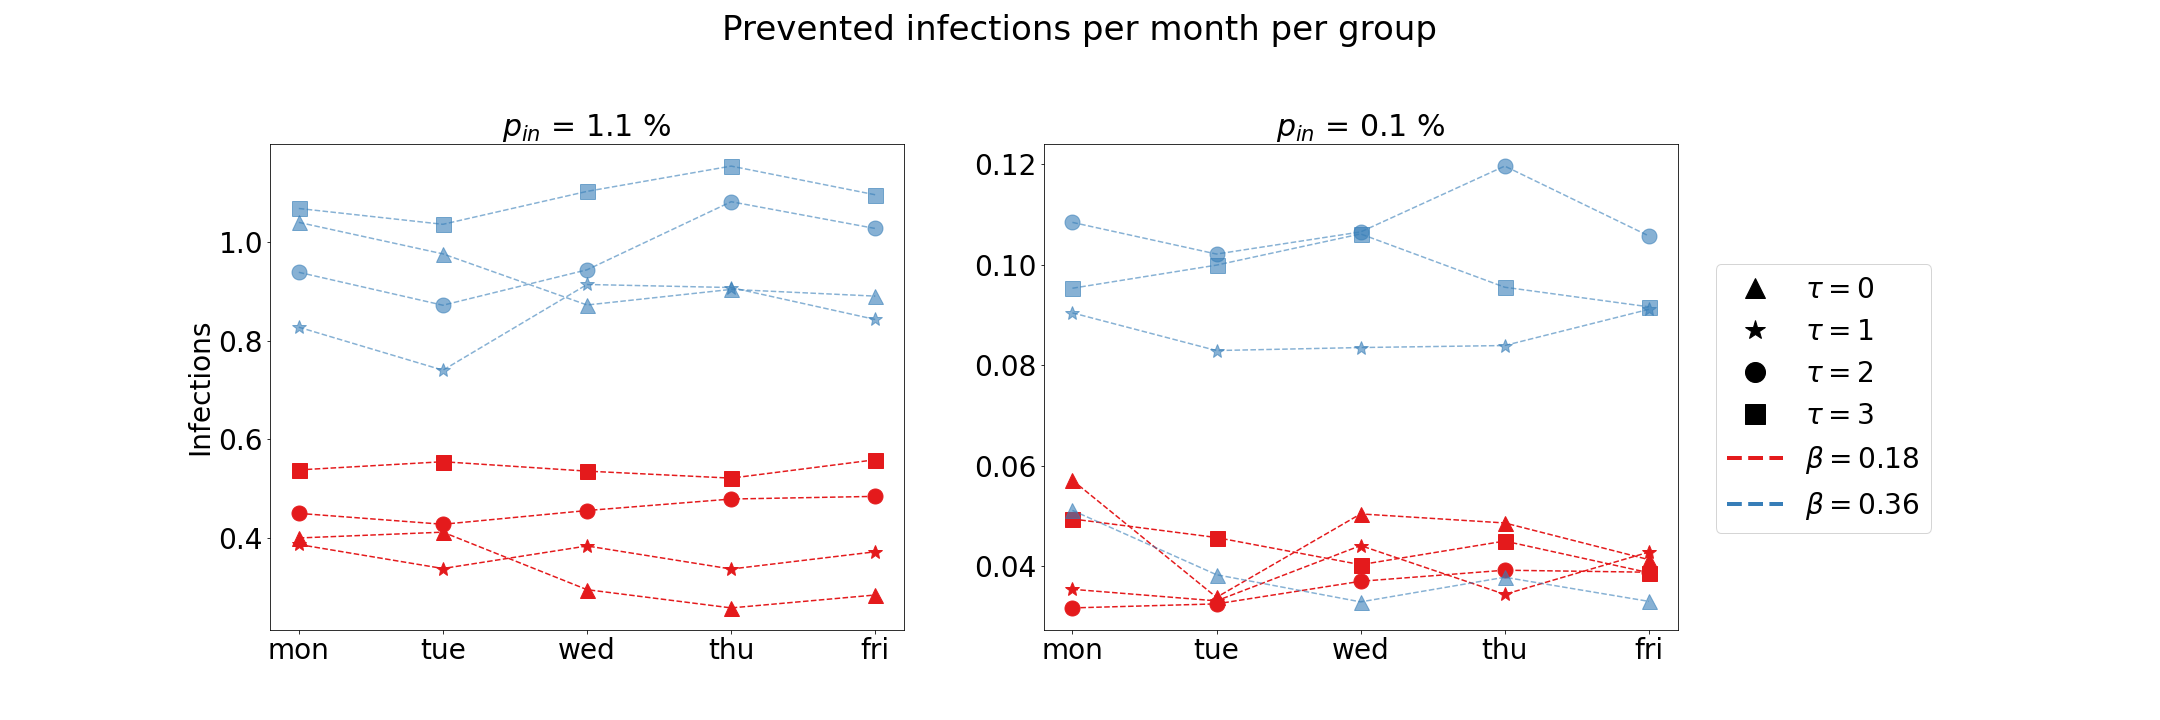 Prevented infections per month per group
p_in = 1.1 %
Infections
1.0
0.8
0.6
0.4
mon tue wed thu fri
p_in = 0.1 %
0.12
0.10
0.08
0.06
0.04
mon tue wed thu fri
τ = 0
τ = 1
τ = 2
τ = 3
β = 0.18
β = 0.36